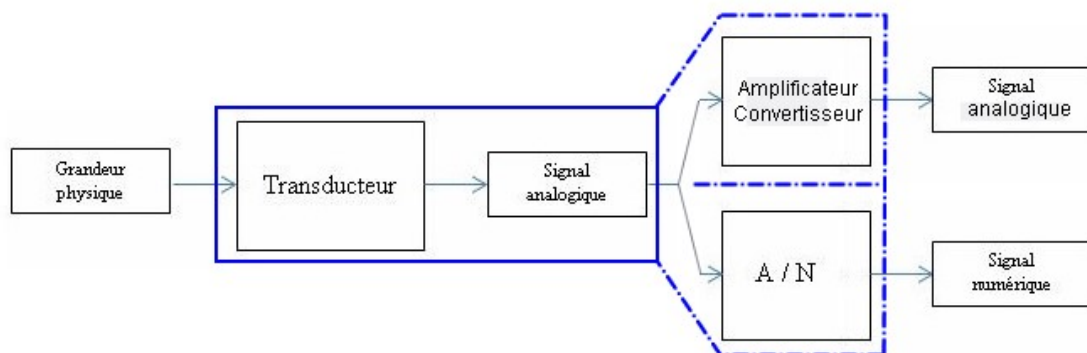 Grandeur
physique
Transducteur
Signal
analogique
Amplificateur
Convertisseur
Signal
analogique
A / N
Signal
numérique